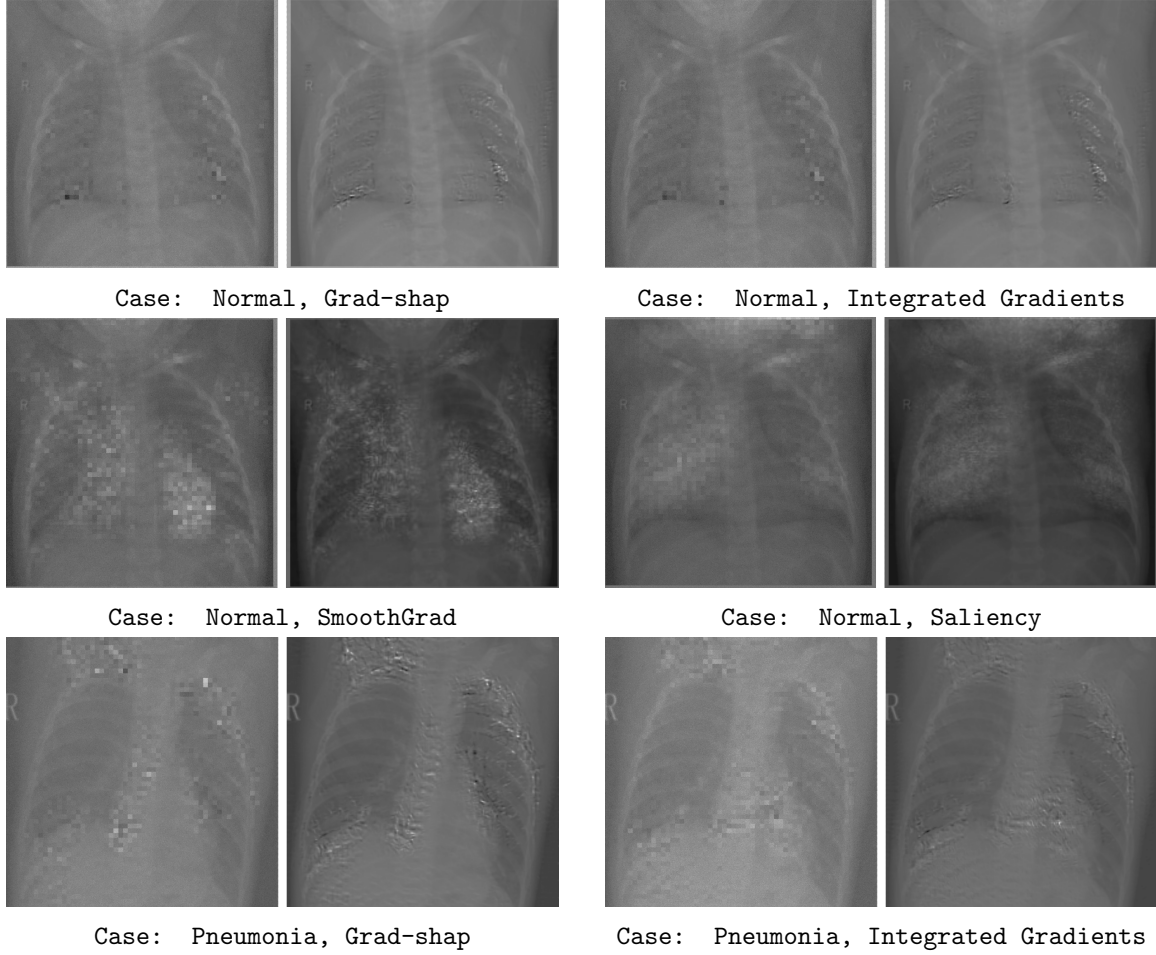 R
R
R
R
Case: Normal, Grad-shap
Case: Normal, Integrated Gradients
R
R
R
R
Case: Normal, SmoothGrad
Case: Normal, Saliency
R
R
R
R
Case: Pneumonia, Grad-shap
Case: Pneumonia, Integrated Gradients